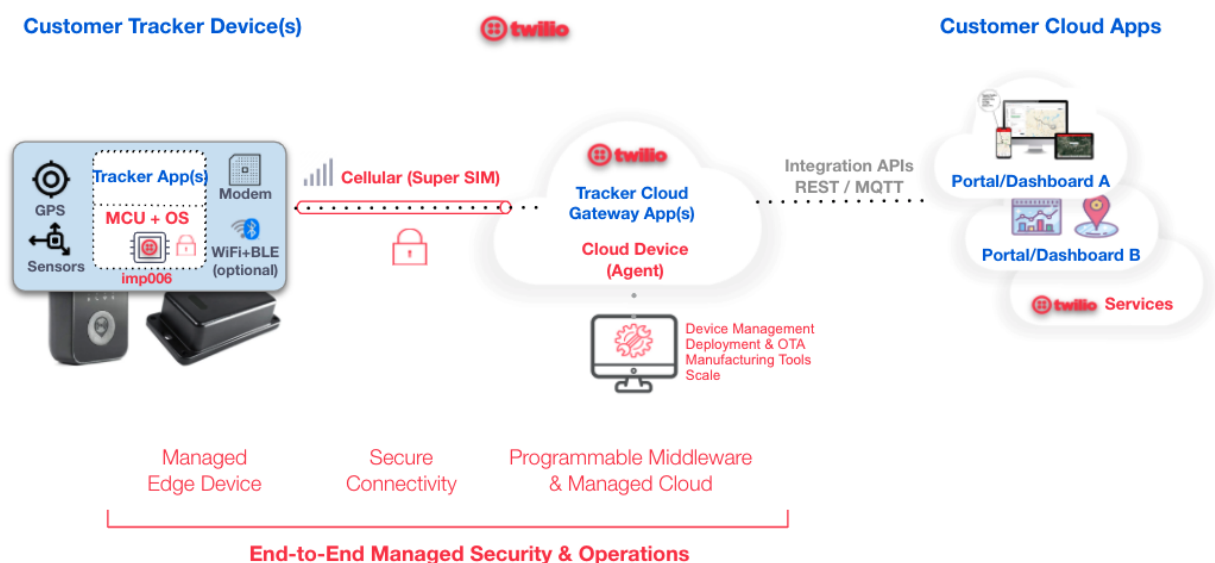 Customer Tracker Device(s)
twilio
Customer Cloud Apps
GPS
Sensors
Tracker App(s)
MCU + OS
imp006
Modem
WiFi+BLE
(optional)
Cellular (Super SIM)
twilio
Tracker Cloud
Gateway App(s)
Cloud Device
(Agent)
Device Management
Deployment & OTA
Manufacturing Tools
Scale
Integration APIs
REST / MQTT
Portal/Dashboard A
Portal/Dashboard B
twilio Services
Managed
Edge Device
Secure
Connectivity
Programmable Middleware
& Managed Cloud
End-to-End Managed Security & Operations